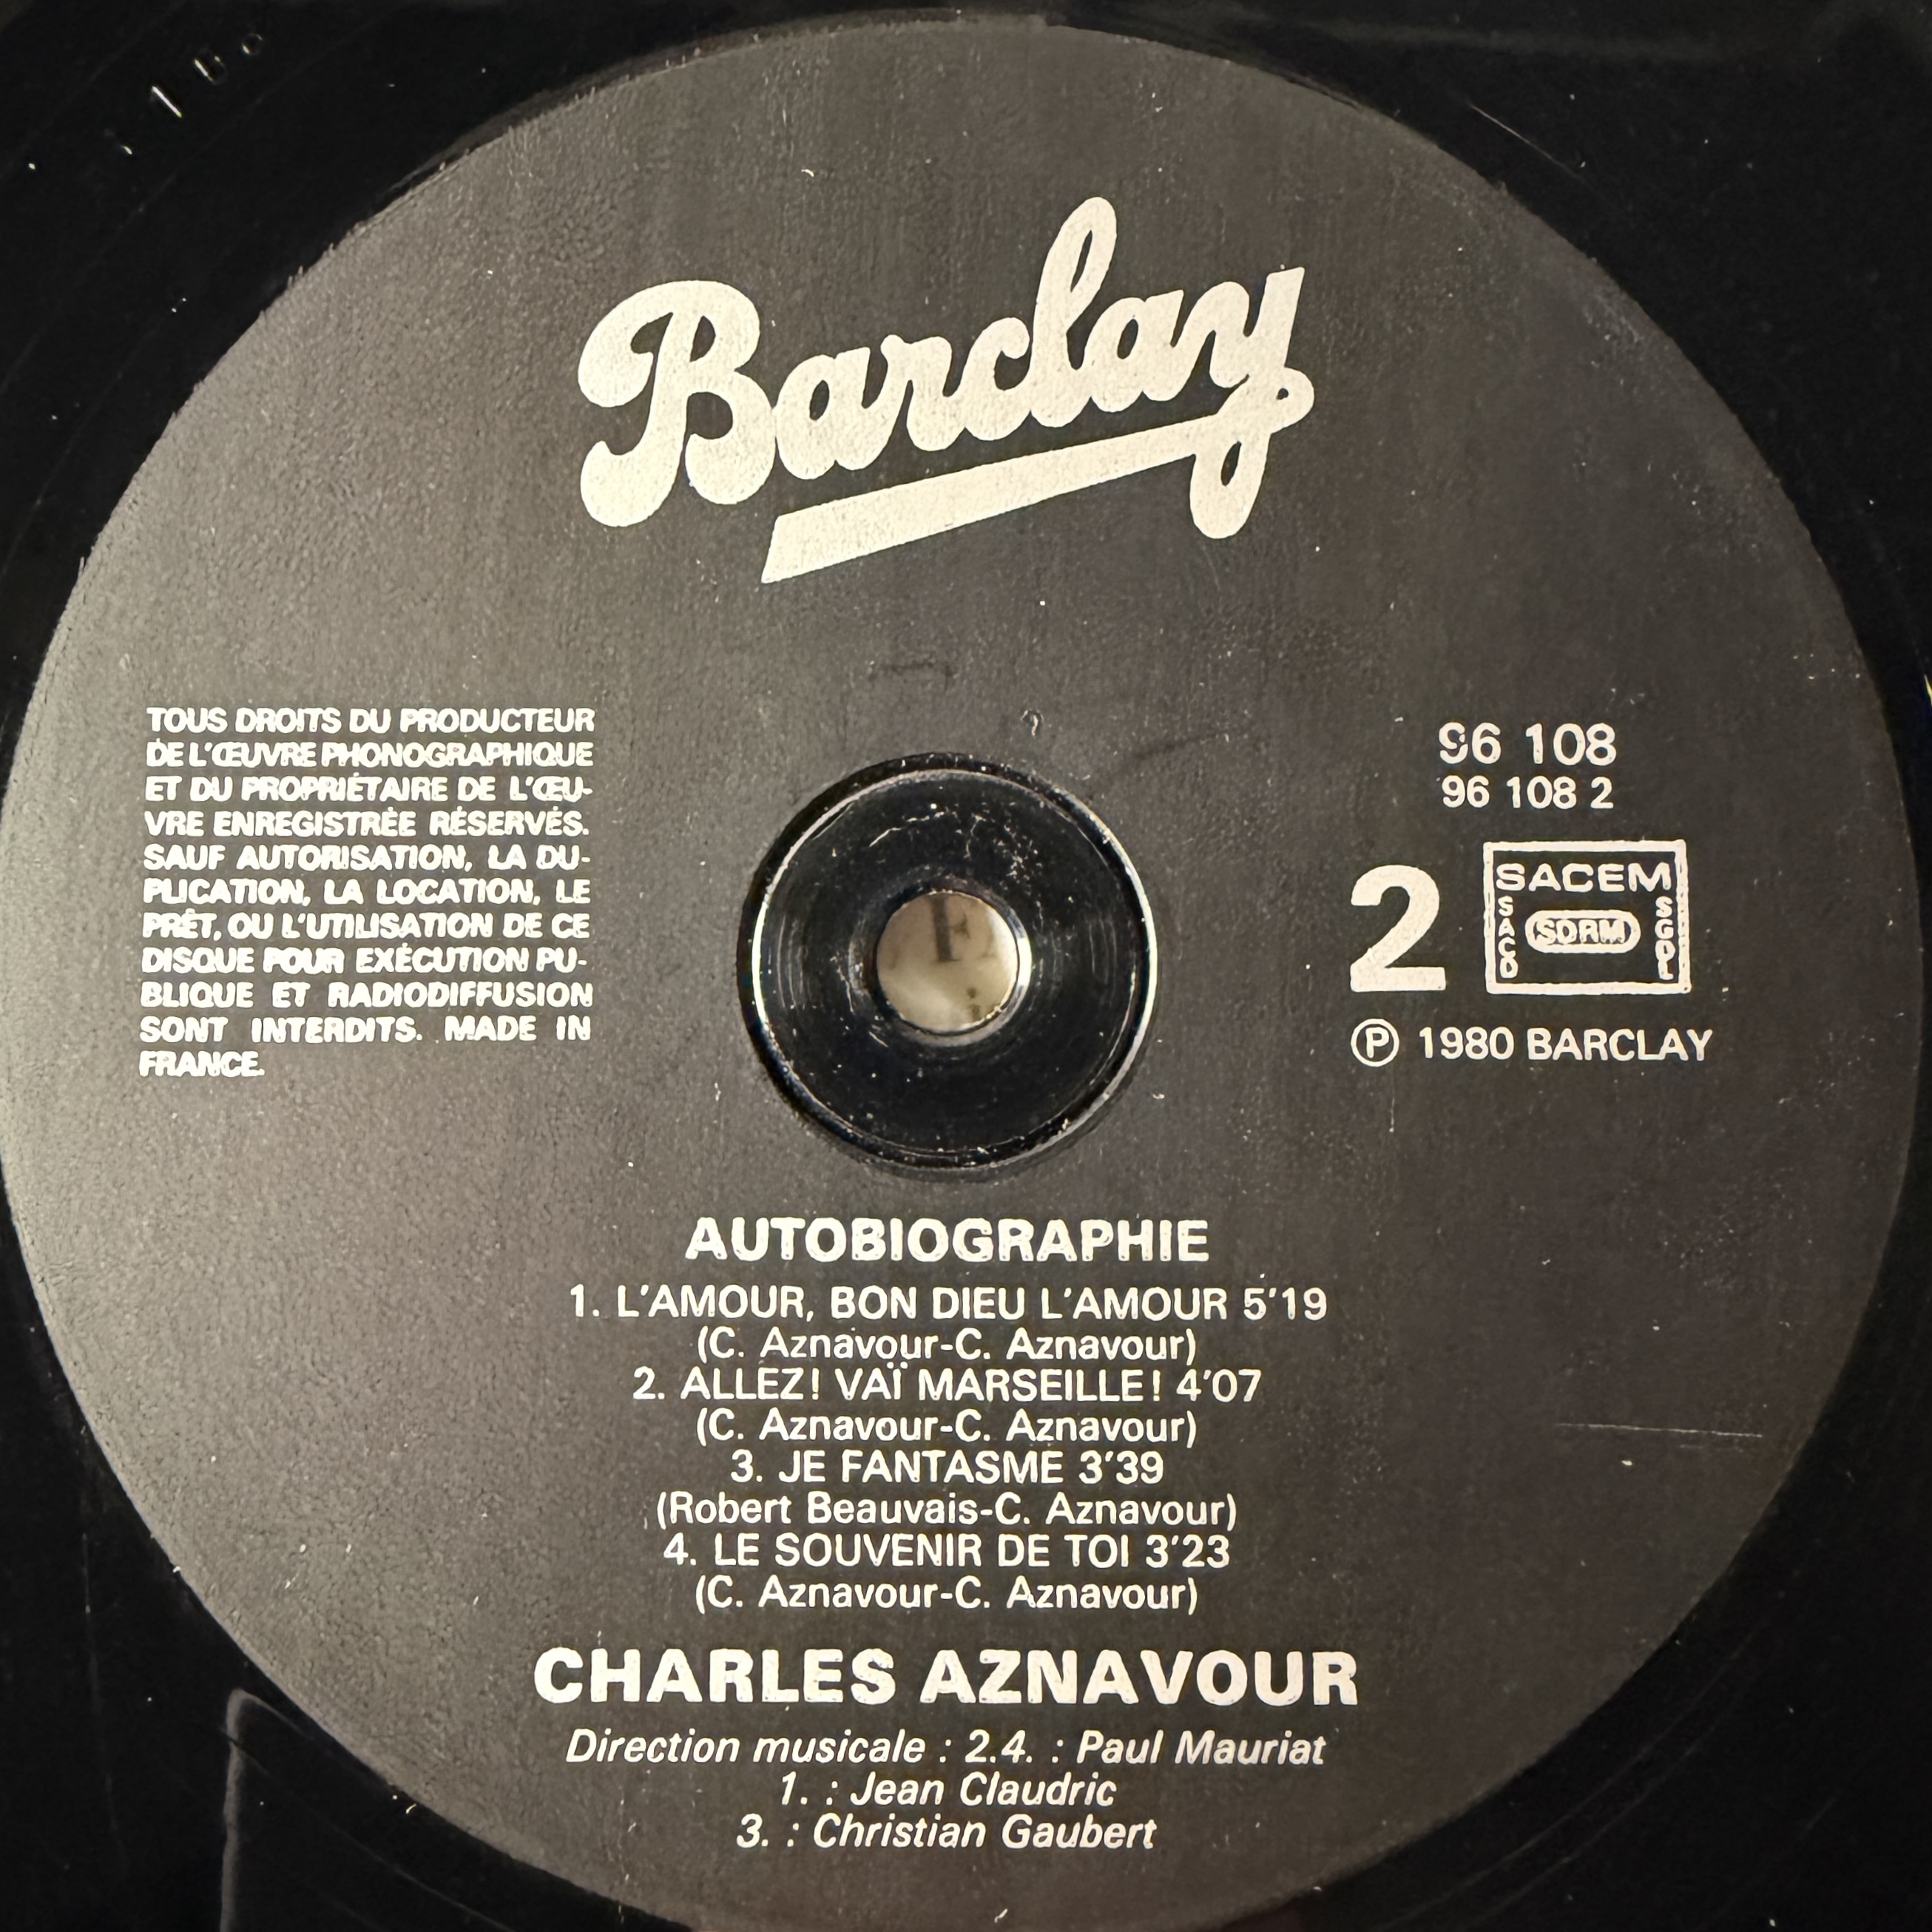 Barclay
TOUS DROITS DU PRODUCTEUR
DE L'ŒUVRE PHONOGRAPHIQUE
ET DU PROPRIÉTAIRE DE L'ŒU-
VRE ENREGISTRÉE RÉSERVÉS.
SAUF AUTORISATION, LA DU-
PLICATION, LA LOCATION, LE
PRÊT, OU L'UTILISATION DE CE
DISQUE POUR EXÉCUTION PU-
BLIQUE ET RADIODIFFUSION
SONT INTERDITS. MADE IN
FRANCE.
96 108
96 108 2
2
SACEM
SACD
SDRM
SGDL
Ⓟ 1980 BARCLAY
AUTOBIOGRAPHIE
1. L'AMOUR, BON DIEU L'AMOUR 5'19
(C. Aznavour-C. Aznavour)
2. ALLEZ! VAÏ MARSEILLE! 4'07
(C. Aznavour-C. Aznavour)
3. JE FANTASME 3'39
(Robert Beauvais-C. Aznavour)
4. LE SOUVENIR DE TOI 3'23
(C. Aznavour-C. Aznavour)
CHARLES AZNAVOUR
Direction musicale : 2.4. : Paul Mauriat
1. : Jean Claudric
3. : Christian Gaubert